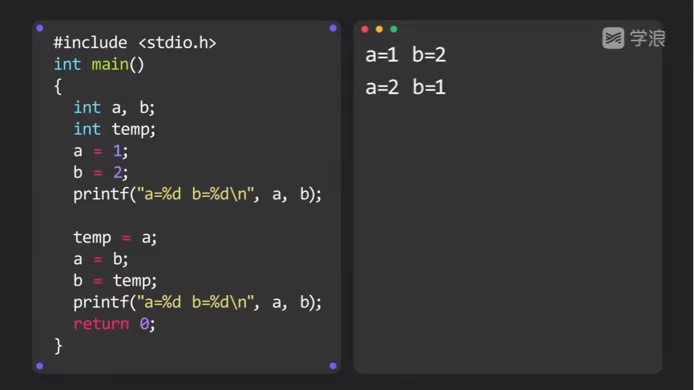 #include <stdio.h>
int main()
{
int a, b;
int temp;
a = 1;
b = 2;
printf("a=%d b=%d\n", a, b);
temp = a;
a = b;
b = temp;
printf("a=%d b=%d\n", a, b);
return 0;
}
学浪
a=1 b=2
a=2 b=1